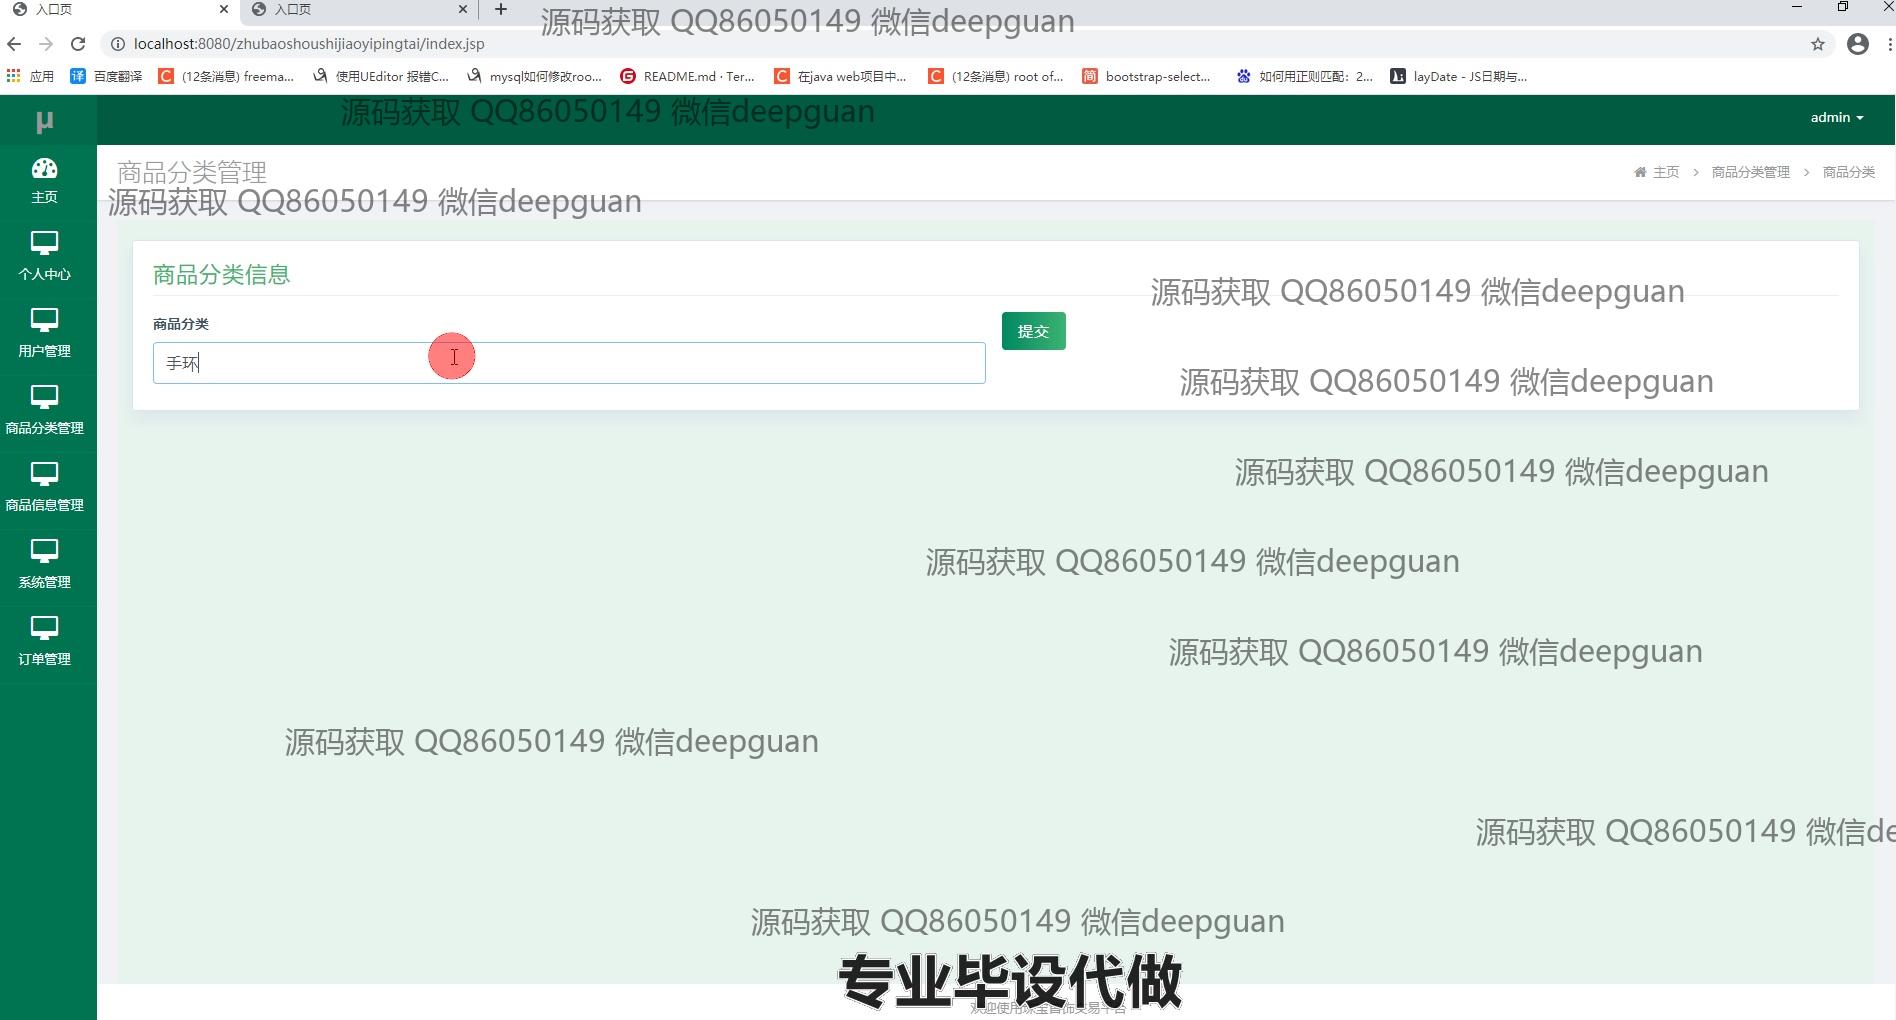 入口页
入口页
源码获取 QQ86050149 微信deepguan
localhost:8080/zhubaoshoushijiaoyipingtai/index.jsp
应用 百度翻译 (12条消息) freema... 使用UEditor 报错C... mysql如何修改roo... README.md · Ter... 在java web项目中... (12条消息) root of... bootstrap-select... 如何用正则匹配：2... layDate - JS日期与...
μ
源码获取 QQ86050149 微信deepguan
admin
主页
个人中心
用户管理
商品分类管理
商品信息管理
系统管理
订单管理
商品分类管理
主页 > 商品分类管理 > 商品分类
源码获取 QQ86050149 微信deepguan
商品分类信息
源码获取 QQ86050149 微信deepguan
商品分类
手环
提交
源码获取 QQ86050149 微信deepguan
源码获取 QQ86050149 微信deepguan
源码获取 QQ86050149 微信deepguan
源码获取 QQ86050149 微信deepguan
源码获取 QQ86050149 微信deepguan
源码获取 QQ86050149 微信de
源码获取 QQ86050149 微信deepguan
专业毕设代做
欢迎使用珠宝首饰交易平台